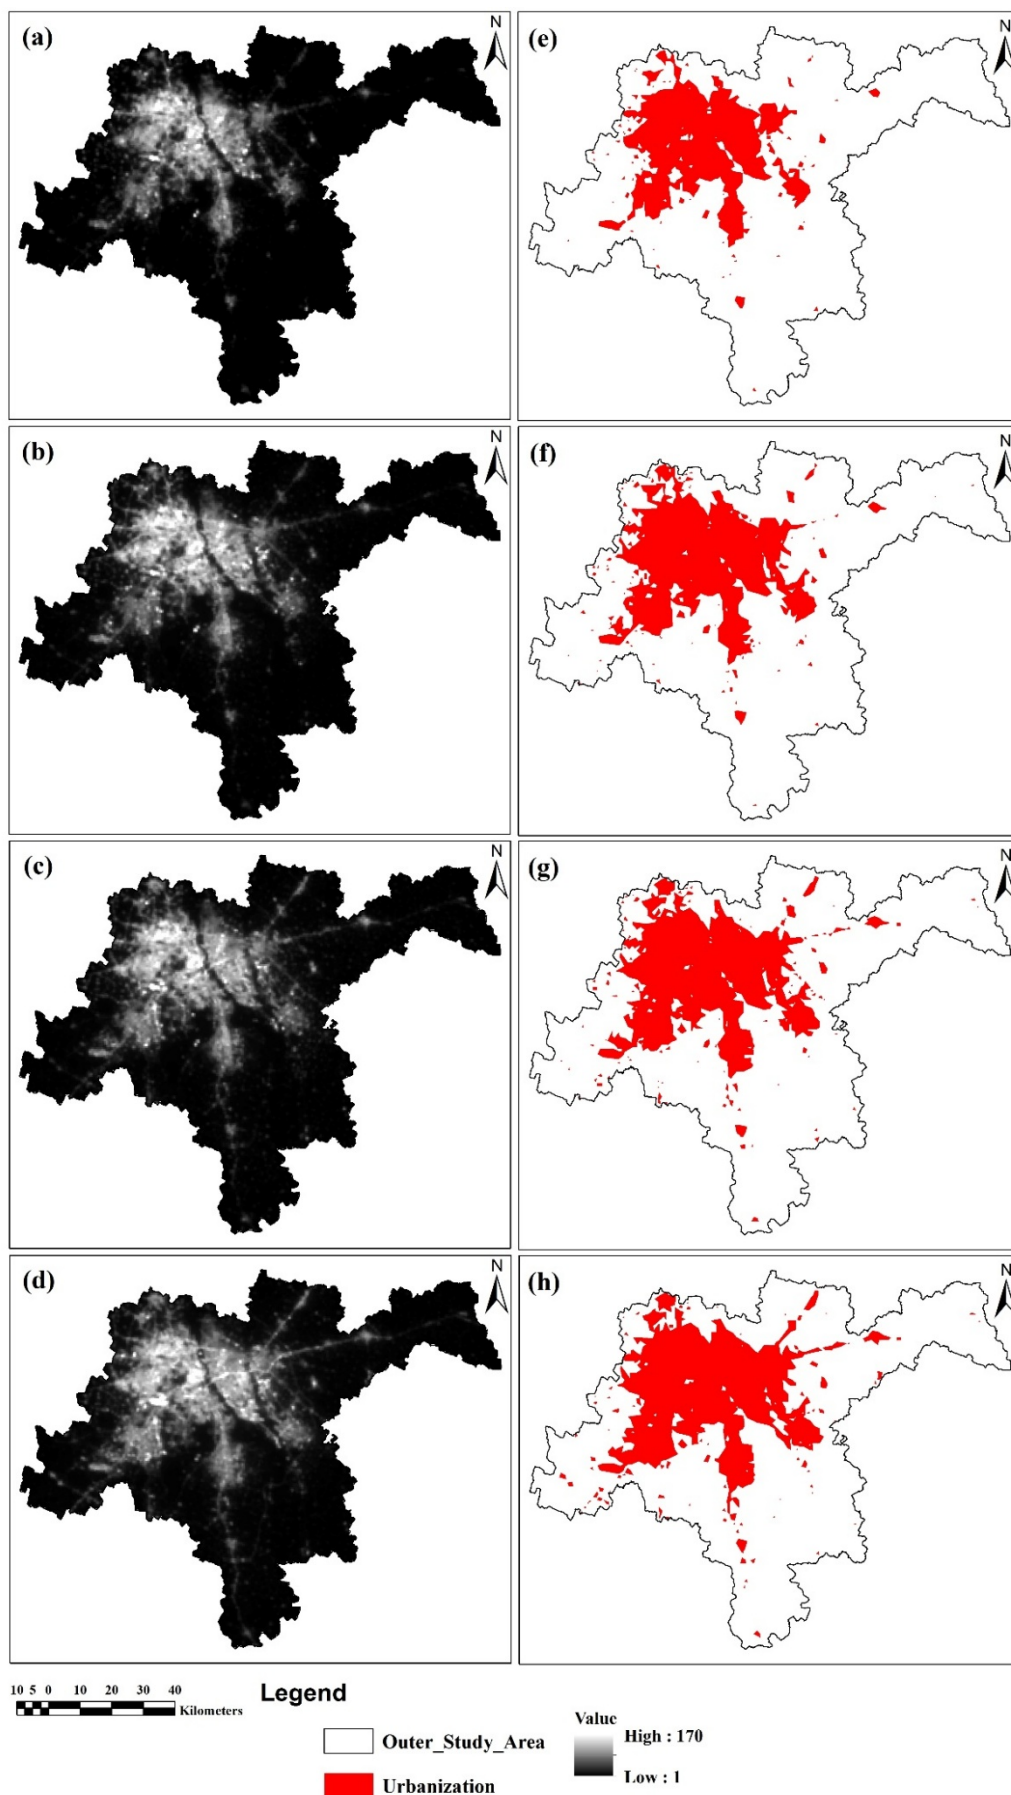 (a)
N
(e)
N
(b)
N
(f)
N
(c)
N
(g)
N
(d)
N
(h)
N
10 5 0 10 20 30 40
Kilometers
Legend
Outer_Study_Area
Urbanization
Value
High : 170
Low : 1